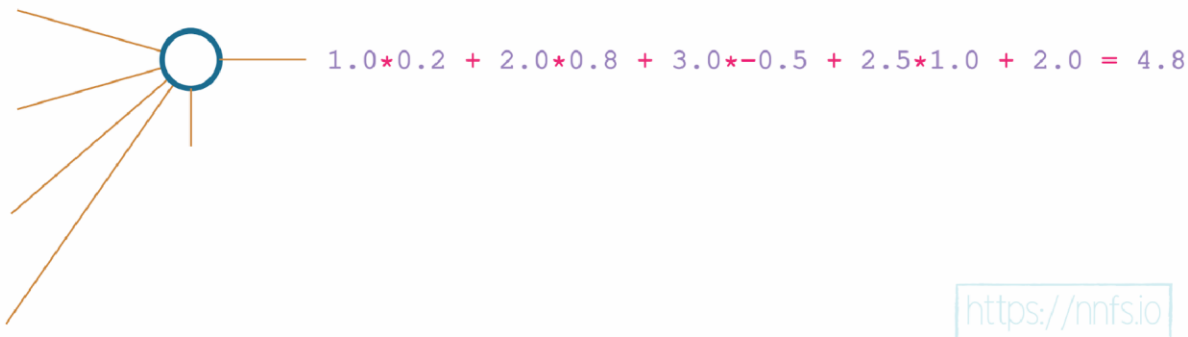 1.0*0.2 + 2.0*0.8 + 3.0*-0.5 + 2.5*1.0 + 2.0 = 4.8
https://nnfs.io